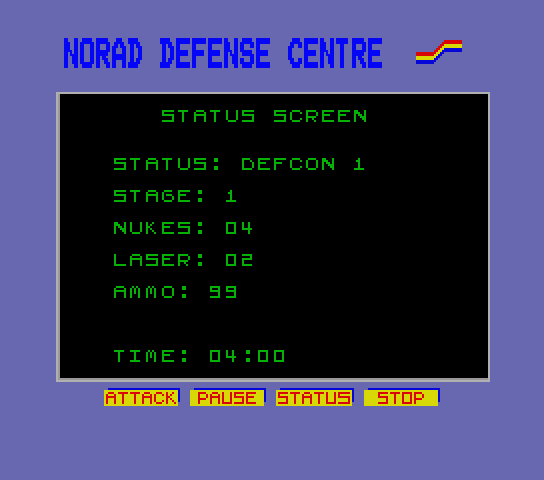 NORAD DEFENSE CENTRE
STATUS SCREEN
STATUS: DEFCON 1
STAGE: 1
NUKES: 04
LASER: 02
AMMO: 99
TIME: 04:00
ATTACK PAUSE STATUS STOP